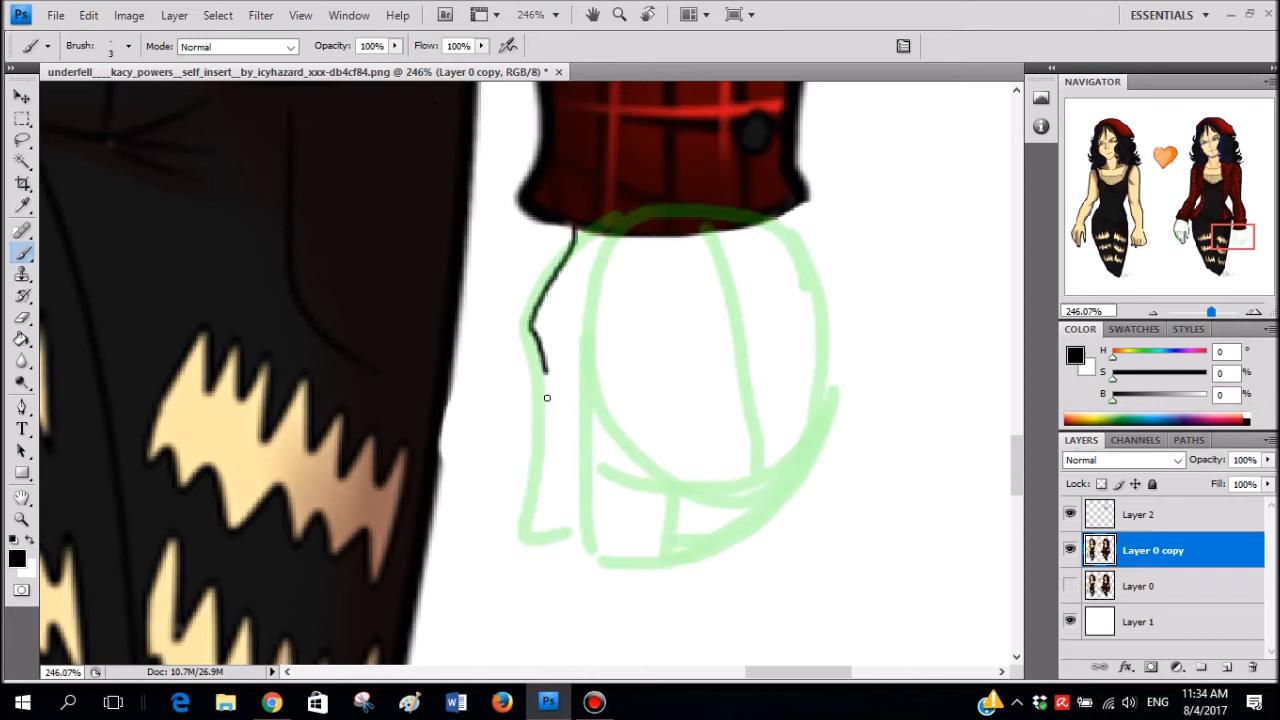 Ps File Edit Image Layer Select Filter View Window Help Br 246% ESSENTIALS
Brush: 3 Mode: Normal Opacity: 100% Flow: 100%
underfell____kacy_powers__self_insert__by_icyhazard_xxx-db4cf84.png @ 246% (Layer 0 copy, RGB/8) *
NAVIGATOR
246.07%
COLOR SWATCHES STYLES
H 0 °
S 0 %
B 0 %
LAYERS CHANNELS PATHS
Normal Opacity: 100%
Lock: Fill: 100%
Layer 2
Layer 0 copy
Layer 0
Layer 1
246.07% Doc: 10.7M/26.9M
ENG 11:34 AM
8/4/2017